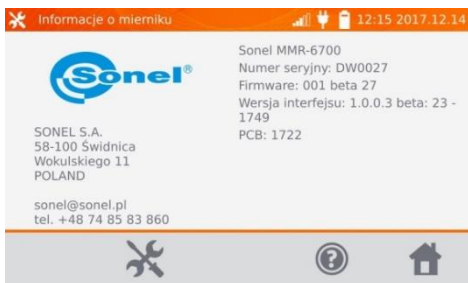 Informacje o mierniku
12:15 2017.12.14
Sonel®
SONEL S.A.
58-100 Świdnica
Wokulskiego 11
POLAND
sonel@sonel.pl
tel. +48 74 85 83 860
Sonel MMR-6700
Numer seryjny: DW0027
Firmware: 001 beta 27
Wersja interfejsu: 1.0.0.3 beta: 23 -
1749
PCB: 1722